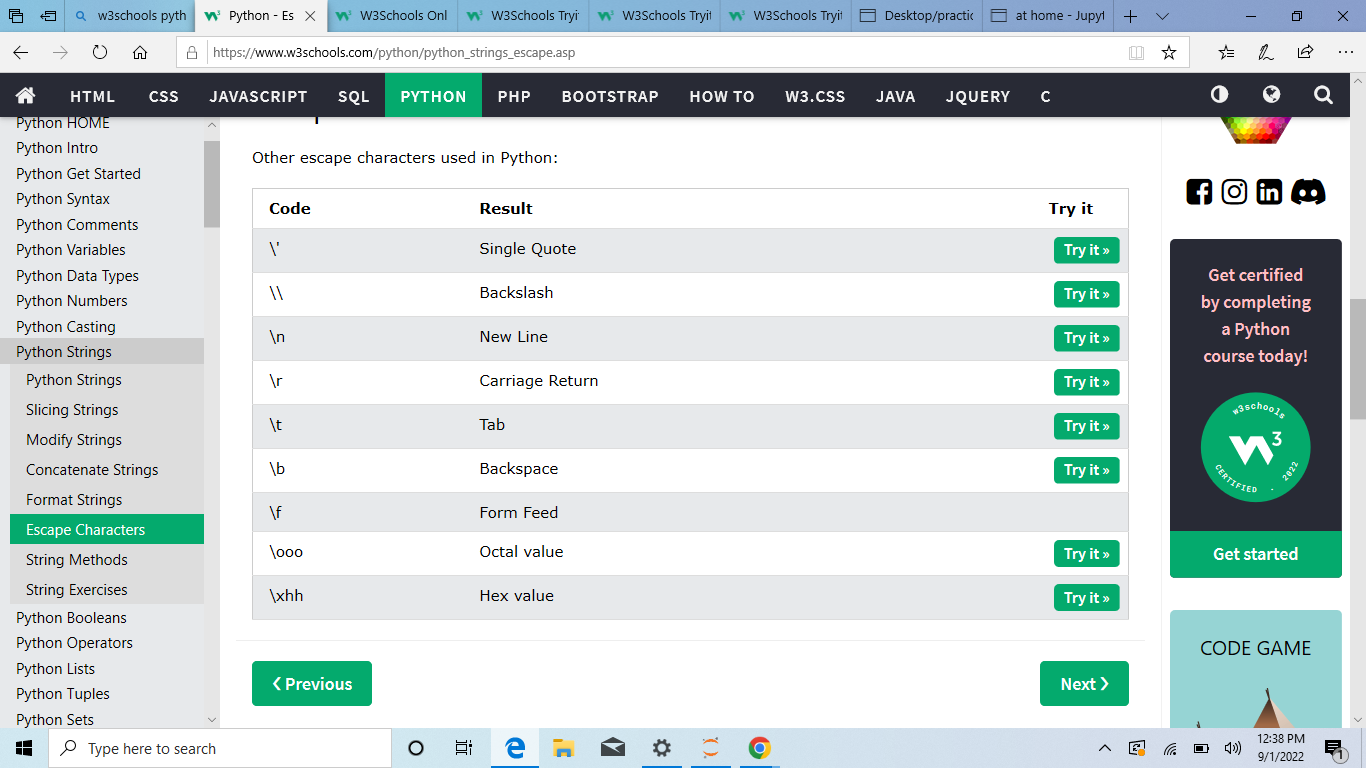 w3schools pyth
Python - Es
W3Schools Onl
W3Schools Tryi
W3Schools Tryit
W3Schools Tryit
Desktop/practic
at home - Jupyt
https://www.w3schools.com/python/python_strings_escape.asp
HTML CSS JAVASCRIPT SQL PYTHON PHP BOOTSTRAP HOW TO W3.CSS JAVA JQUERY C
Python HOME
Python Intro
Python Get Started
Python Syntax
Python Comments
Python Variables
Python Data Types
Python Numbers
Python Casting
Python Strings
Python Strings
Slicing Strings
Modify Strings
Concatenate Strings
Format Strings
Escape Characters
String Methods
String Exercises
Python Booleans
Python Operators
Python Lists
Python Tuples
Python Sets
Other escape characters used in Python:
Code Result Try it
\' Single Quote Try it »
\\ Backslash Try it »
\n New Line Try it »
\r Carriage Return Try it »
\t Tab Try it »
\b Backspace Try it »
\f Form Feed
\ooo Octal value Try it »
\xhh Hex value Try it »
❮ Previous
Next ❯
Get certified
by completing
a Python
course today!
w3schools
W3
CERTIFIED . 2022
Get started
CODE GAME
Type here to search
12:38 PM
9/1/2022
1